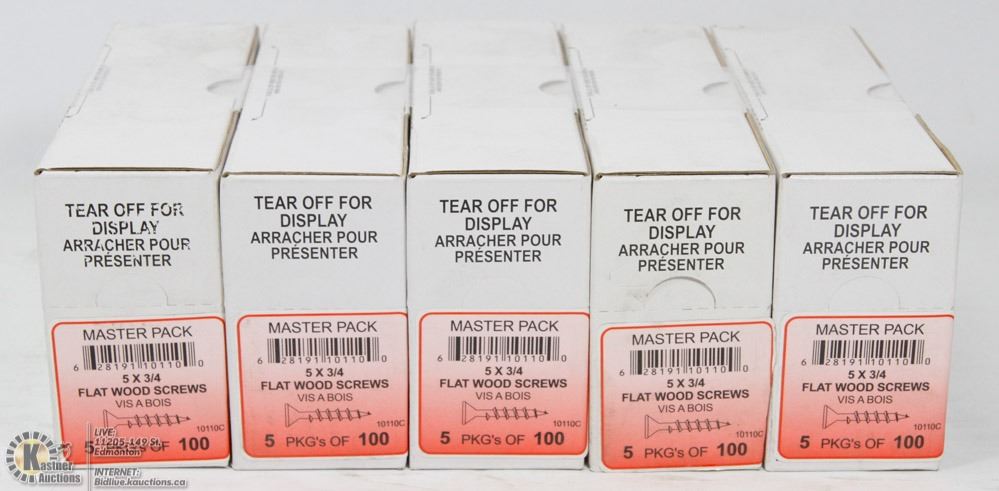 TEAR OFF FOR
DISPLAY
ARRACHER POUR
PRÉSENTER
MASTER PACK
6 28191 10110 0
5 X 3/4
FLAT WOOD SCREWS
VIS A BOIS
10110C
5 PKG's OF 100
TEAR OFF FOR
DISPLAY
ARRACHER POUR
PRÉSENTER
MASTER PACK
6 28191 10110 0
5 X 3/4
FLAT WOOD SCREWS
VIS A BOIS
10110C
5 PKG's OF 100
TEAR OFF FOR
DISPLAY
ARRACHER POUR
PRÉSENTER
MASTER PACK
6 28191 10110 0
5 X 3/4
FLAT WOOD SCREWS
VIS A BOIS
10110C
5 PKG's OF 100
TEAR OFF FOR
DISPLAY
ARRACHER POUR
PRÉSENTER
MASTER PACK
6 28191 10110 0
5 X 3/4
FLAT WOOD SCREWS
VIS A BOIS
10110C
5 PKG's OF 100
TEAR OFF FOR
DISPLAY
ARRACHER POUR
PRÉSENTER
MASTER PACK
6 28191 10110 0
5 X 3/4
FLAT WOOD SCREWS
VIS A BOIS
10110C
5 PKG's OF 100
Kastner
Auctions
LIVE:
11205-149 St,
Edmonton
INTERNET:
Bidlive.kauctions.ca